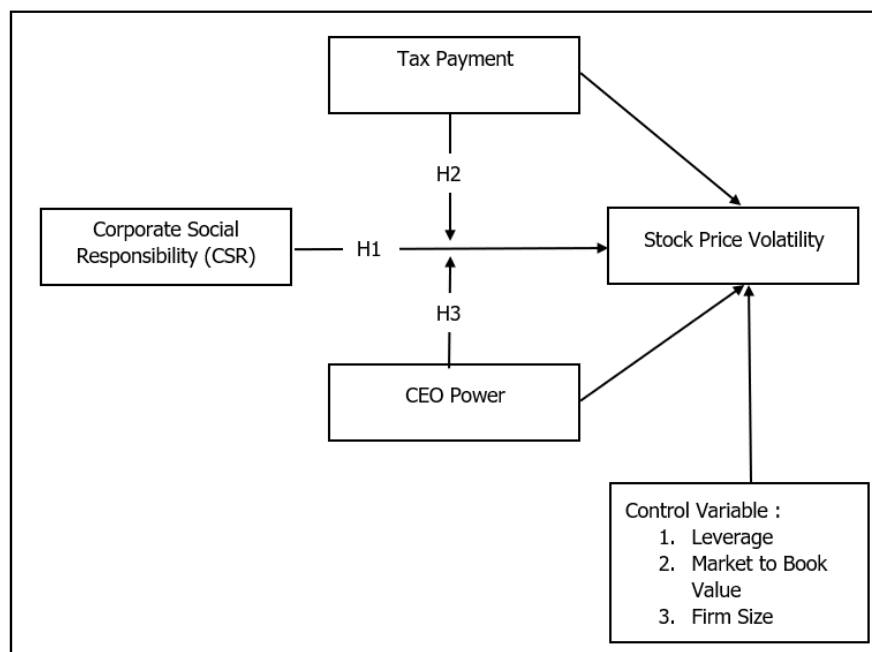 Tax Payment
H2
Corporate Social
Responsibility (CSR)
H1
Stock Price Volatility
H3
CEO Power
Control Variable :
1. Leverage
2. Market to Book
Value
3. Firm Size